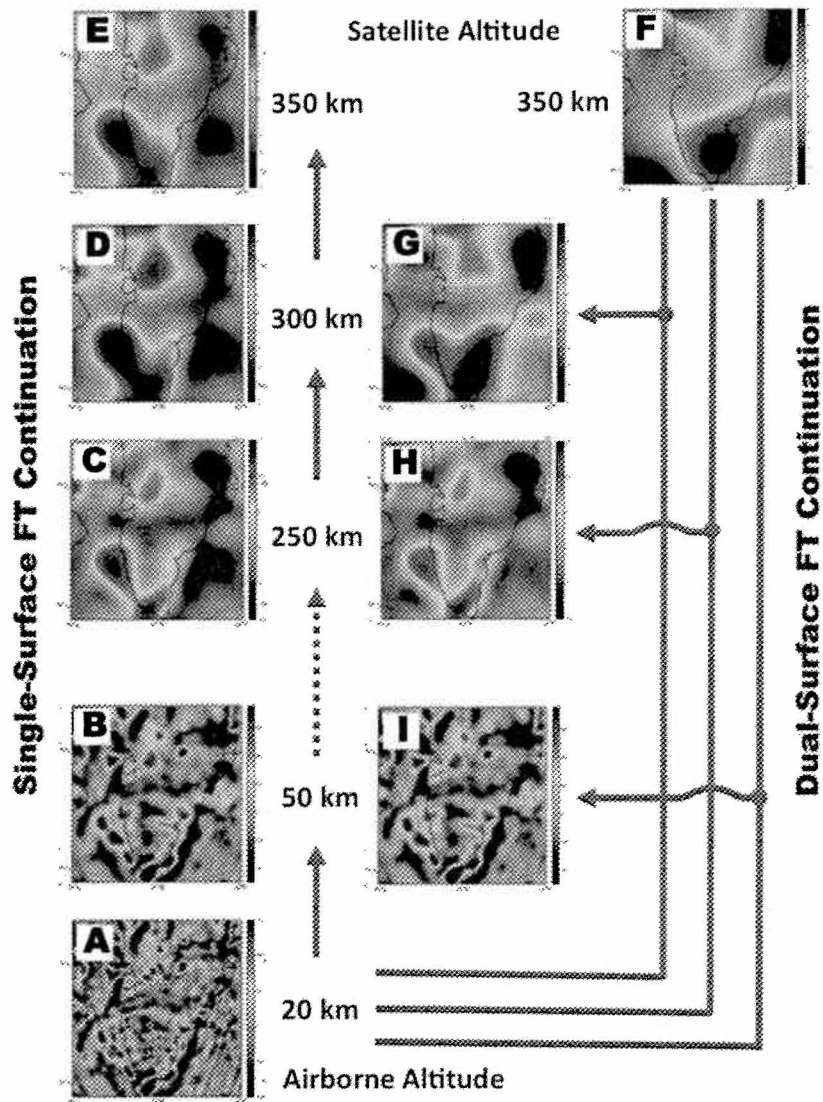 Single-Surface FT Continuation
Dual-Surface FT Continuation
Satellite Altitude
E
350 km
350 km
F
D
300 km
G
C
250 km
H
B
50 km
I
A
20 km
Airborne Altitude